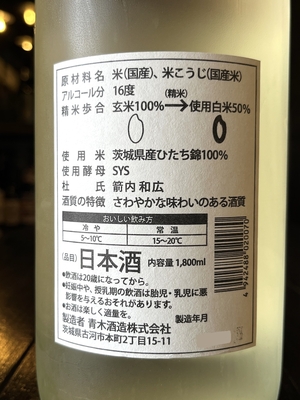 原材料名 米(国産)、米こうじ(国産米)
アルコール分 16度
(精米)
精米歩合 玄米100%→使用白米50%
使用米 茨城県産ひたち錦100%
使用酵母 SYS
杜氏 箭内和広
酒質の特徴 さわやかな味わいのある酒質
おいしい飲み方
冷や 常温
5~10℃ 15~20℃
(品目) 日本酒 内容量 1,800ml
4942488020070
*飲酒は20歳になってから。
*妊娠中や、授乳期の飲酒は胎児・乳児に悪
影響を与えるおそれがあります。
*お酒は楽しく適量を。
製造者 青木酒造株式会社 製造年月
茨城県古河市本町2丁目15-11